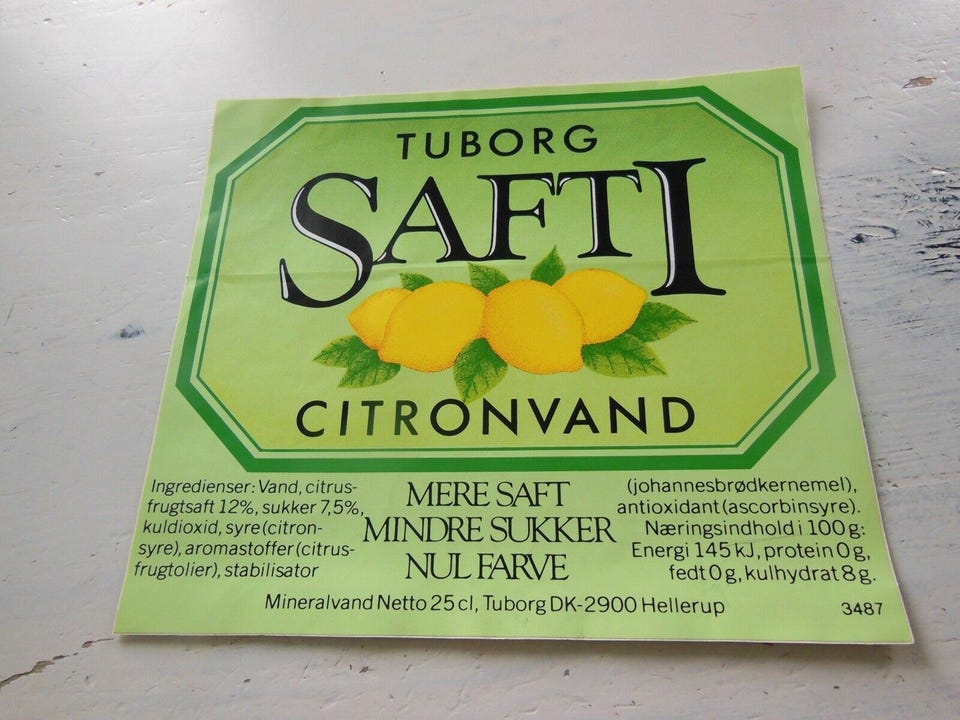 TUBORG
SAFTI
CITRONVAND
Ingredienser: Vand, citrus-
frugtsaft 12%, sukker 7,5%,
kuldioxid, syre (citron-
syre), aromastoffer (citrus-
frugtolier), stabilisator
MERE SAFT
MINDRE SUKKER
NUL FARVE
(johannesbrødkernemel),
antioxidant (ascorbinsyre).
Næringsindhold i 100 g:
Energi 145 kJ, protein 0 g,
fedt 0 g, kulhydrat 8 g.
Mineralvand Netto 25 cl, Tuborg DK-2900 Hellerup
3487